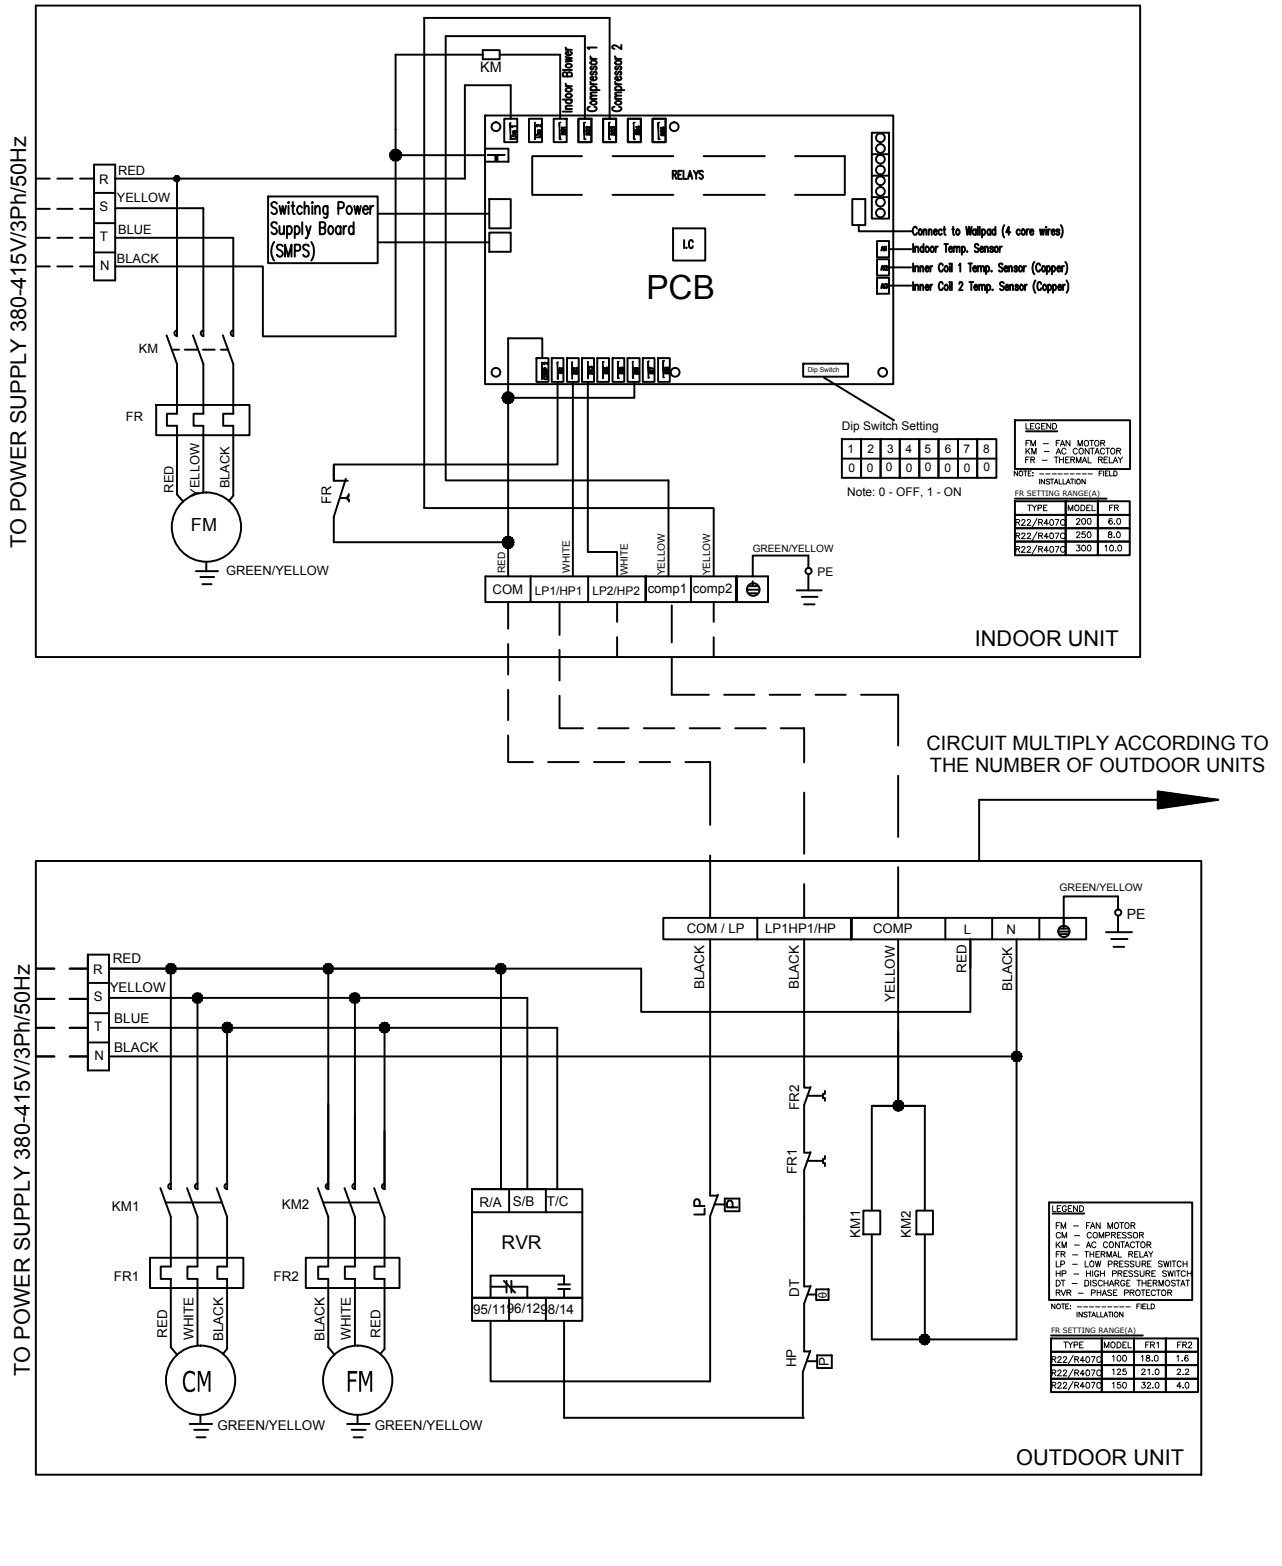 TO POWER SUPPLY 380-415V/3Ph/50Hz
KM
Indoor Blower
Compressor 1
Compressor 2
R
RED
S
YELLOW
T
BLUE
N
BLACK
Switching Power
Supply Board
(SMPS)
RELAYS
I.C
PCB
Connect to Wallpad (4 core wires)
Indoor Temp. Sensor
Inner Coil 1 Temp. Sensor (Copper)
Inner Coil 2 Temp. Sensor (Copper)
KM
FR
RED
YELLOW
BLACK
FM
GREEN/YELLOW
FR
Dip Switch
Dip Switch Setting
1 2 3 4 5 6 7 8
0 0 0 0 0 0 0 0
Note: 0 - OFF, 1 - ON
LEGEND
FM - FAN MOTOR
KM - AC CONTACTOR
FR - THERMAL RELAY
NOTE: --------- FIELD
INSTALLATION
FR SETTING RANGE(A)
TYPE MODEL FR
R22/R407C 200 6.0
R22/R407C 250 8.0
R22/R407C 300 10.0
RED
WHITE
WHITE
YELLOW
YELLOW
GREEN/YELLOW
PE
COM LP1/HP1 LP2/HP2 comp1 comp2
INDOOR UNIT
CIRCUIT MULTIPLY ACCORDING TO
THE NUMBER OF OUTDOOR UNITS
TO POWER SUPPLY 380-415V/3Ph/50Hz
GREEN/YELLOW
PE
COM / LP LP1HP1/HP COMP L N
BLACK
BLACK
YELLOW
RED
BLACK
R
RED
S
YELLOW
T
BLUE
N
BLACK
KM1
KM2
FR1
FR2
RED
WHITE
BLACK
BLACK
WHITE
RED
CM
FM
GREEN/YELLOW
GREEN/YELLOW
R/A S/B T/C
RVR
95/11 96/12 98/14
LP
P
FR2
FR1
DT
θ
HP
P
KM1
KM2
LEGEND
FM - FAN MOTOR
CM - COMPRESSOR
KM - AC CONTACTOR
FR - THERMAL RELAY
LP - LOW PRESSURE SWITCH
HP - HIGH PRESSURE SWITCH
DT - DISCHARGE THERMOSTAT
RVR - PHASE PROTECTOR
NOTE: --------- FIELD
INSTALLATION
FR SETTING RANGE(A)
TYPE MODEL FR1 FR2
R22/R407C 100 18.0 1.6
R22/R407C 125 21.0 2.2
R22/R407C 150 32.0 4.0
OUTDOOR UNIT